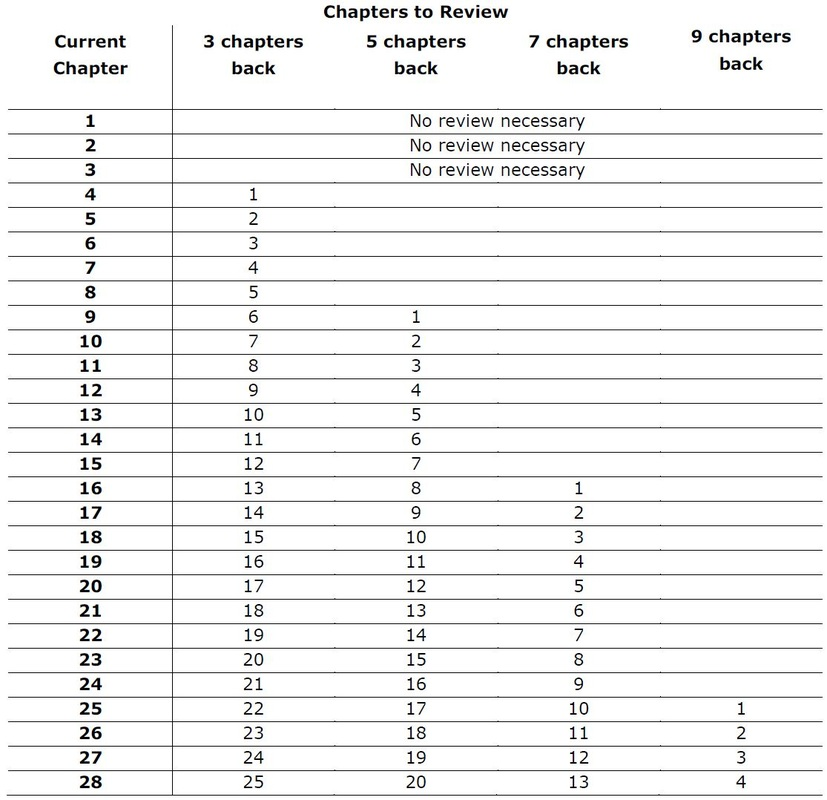 Chapters to Review
Current Chapter 3 chapters back 5 chapters back 7 chapters back 9 chapters back
1 No review necessary
2 No review necessary
3 No review necessary
4 1
5 2
6 3
7 4
8 5
9 6 1
10 7 2
11 8 3
12 9 4
13 10 5
14 11 6
15 12 7
16 13 8 1
17 14 9 2
18 15 10 3
19 16 11 4
20 17 12 5
21 18 13 6
22 19 14 7
23 20 15 8
24 21 16 9
25 22 17 10 1
26 23 18 11 2
27 24 19 12 3
28 25 20 13 4